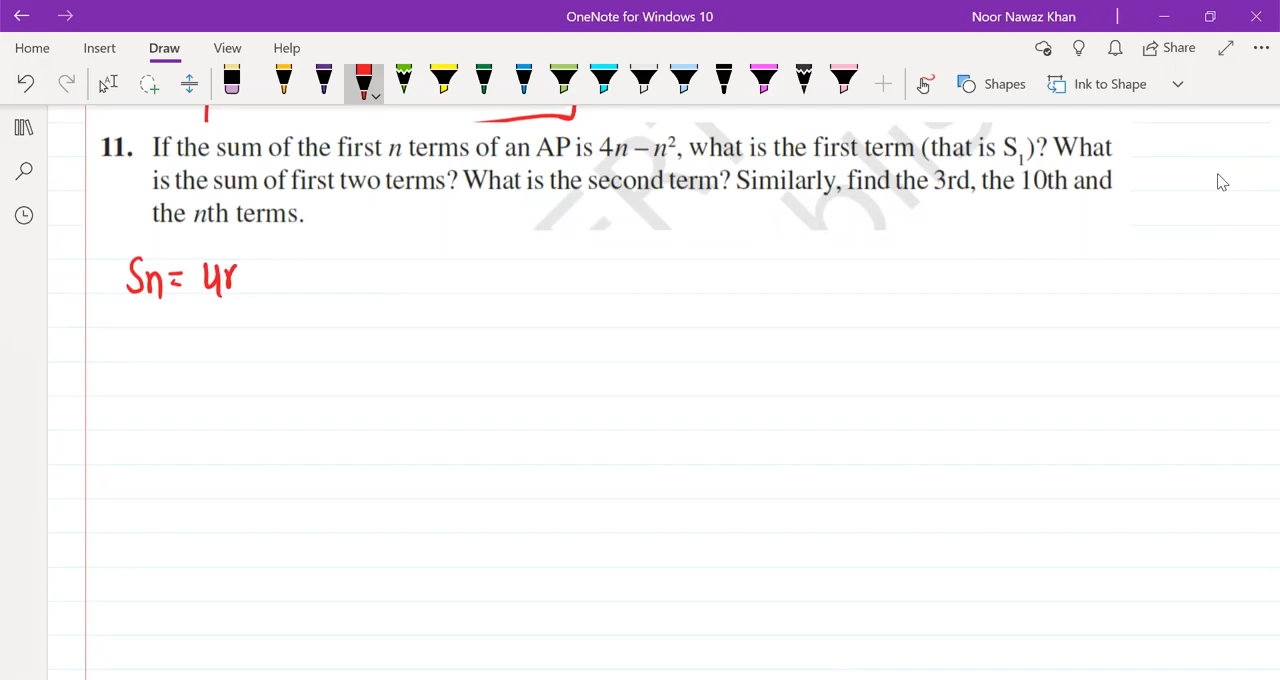 OneNote for Windows 10
Noor Nawaz Khan
Home Insert Draw View Help
Share
Shapes
Ink to Shape
11. If the sum of the first n terms of an AP is 4n – n², what is the first term (that is S₁)? What
is the sum of first two terms? What is the second term? Similarly, find the 3rd, the 10th and
the nth terms.
Sn = 4r